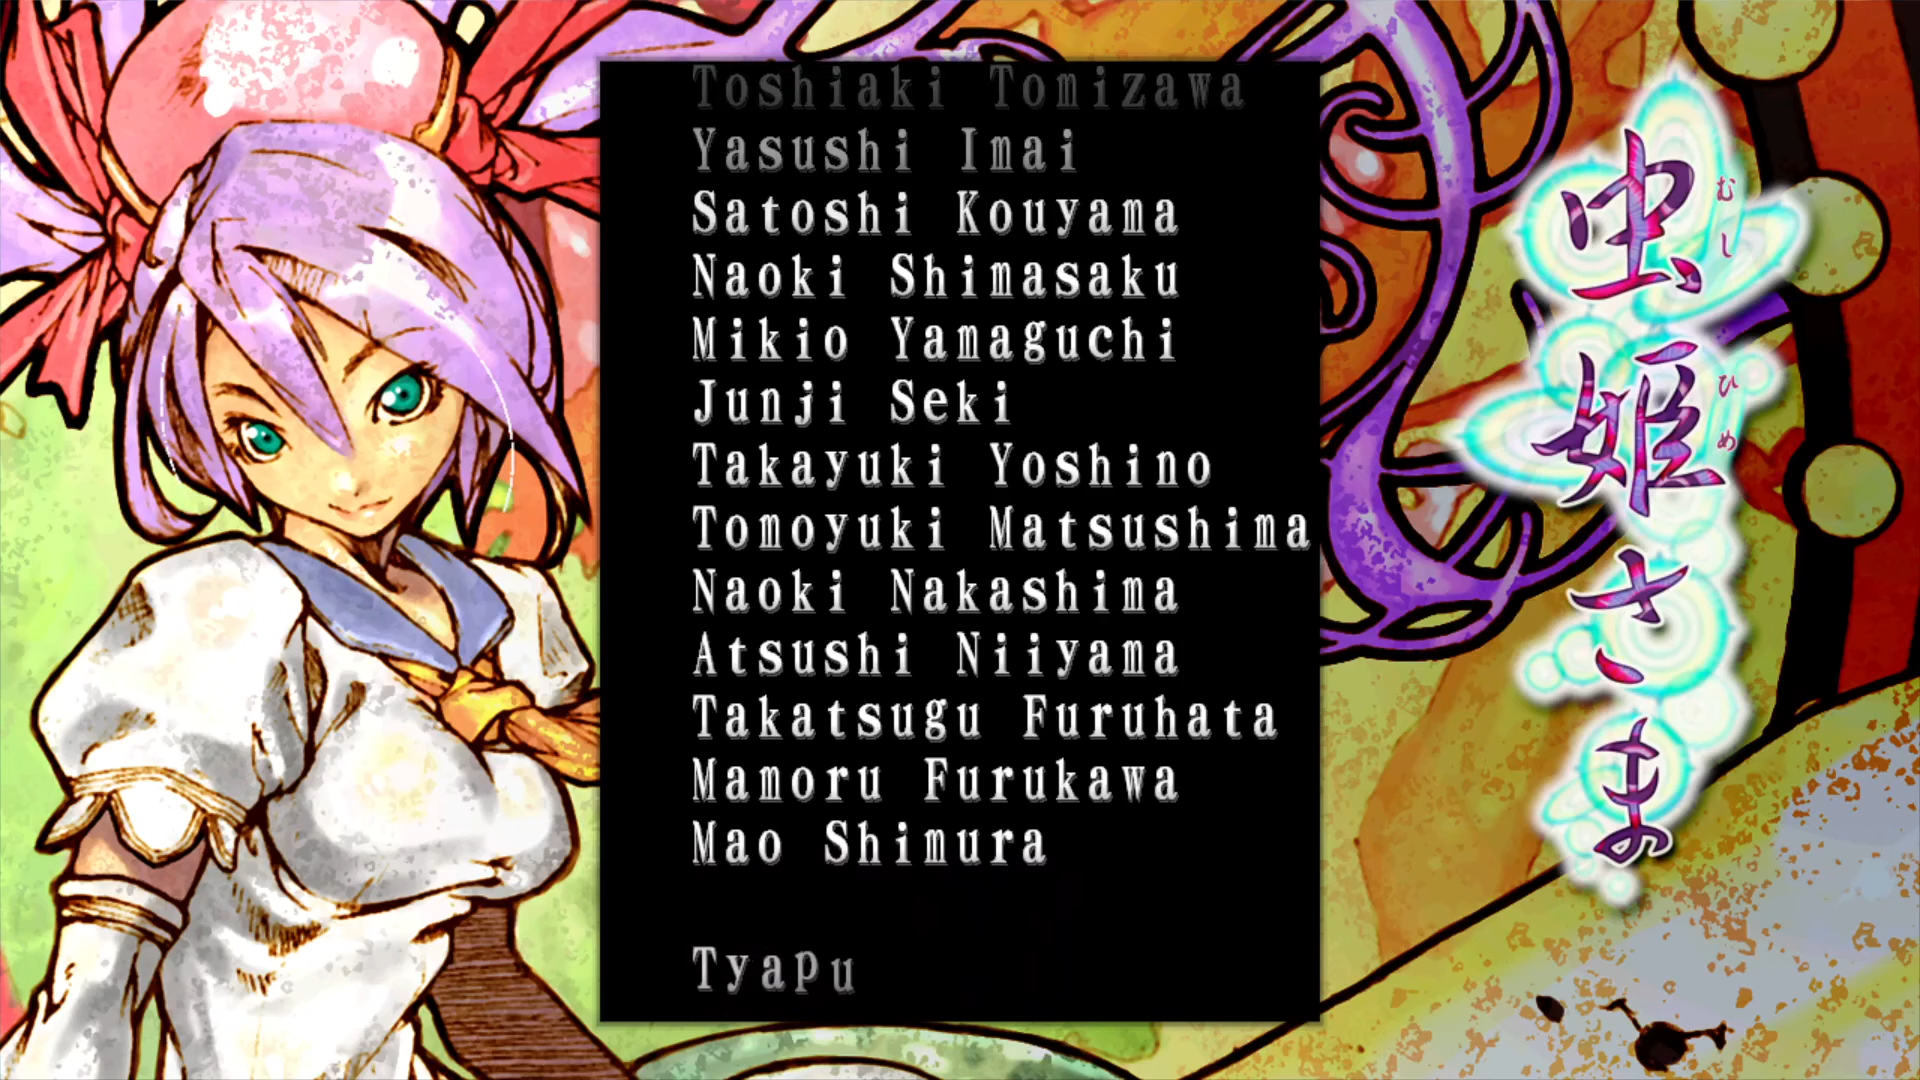 Toshiaki Tomizawa
Yasushi Imai
Satoshi Kouyama
Naoki Shimasaku
Mikio Yamaguchi
Junji Seki
Takayuki Yoshino
Tomoyuki Matsushima
Naoki Nakashima
Atsushi Niiyama
Takatsugu Furuhata
Mamoru Furukawa
Mao Shimura
Tyapu
虫姫さま
むし
ひめ